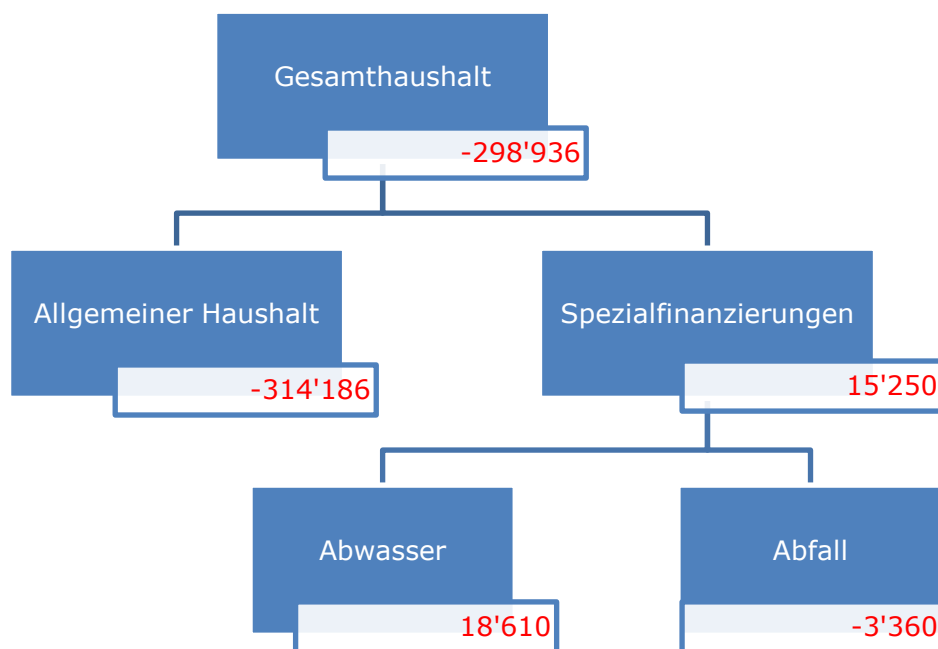 Gesamthaushalt
-298'936
Allgemeiner Haushalt
-314'186
Spezialfinanzierungen
15'250
Abwasser
18'610
Abfall
-3'360